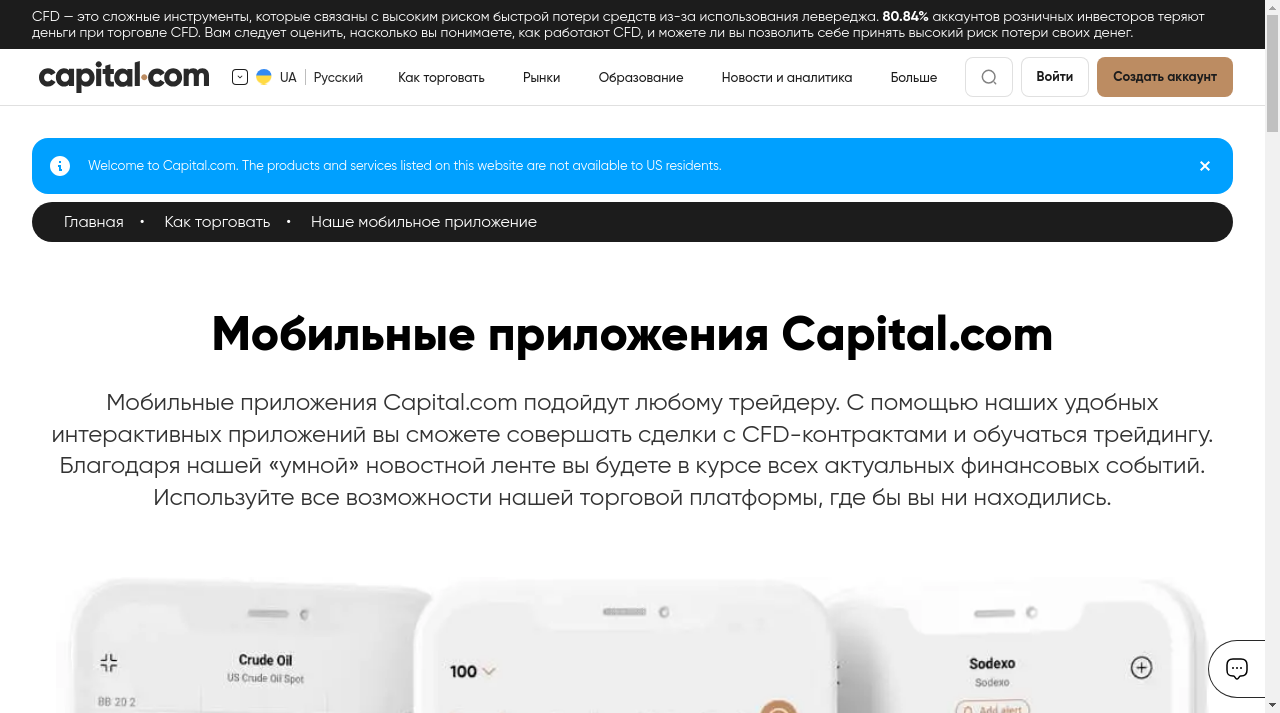 CFD — это сложные инструменты, которые связаны с высоким риском быстрой потери средств из-за использования левереджа. 80.84% аккаунтов розничных инвесторов теряют
деньги при торговле CFD. Вам следует оценить, насколько вы понимаете, как работают CFD, и можете ли вы позволить себе принять высокий риск потери своих денег.
capital.com UA Русский Как торговать Рынки Образование Новости и аналитика Больше Войти Создать аккаунт
Welcome to Capital.com. The products and services listed on this website are not available to US residents.
Главная • Как торговать • Наше мобильное приложение
Мобильные приложения Capital.com
Мобильные приложения Capital.com подойдут любому трейдеру. С помощью наших удобных
интерактивных приложений вы сможете совершать сделки с CFD-контрактами и обучаться трейдингу.
Благодаря нашей «умной» новостной ленте вы будете в курсе всех актуальных финансовых событий.
Используйте все возможности нашей торговой платформы, где бы вы ни находились.
Crude Oil
US Crude Oil Spot
BB 20 2
100
Sodexo
Sodexo
Add alert